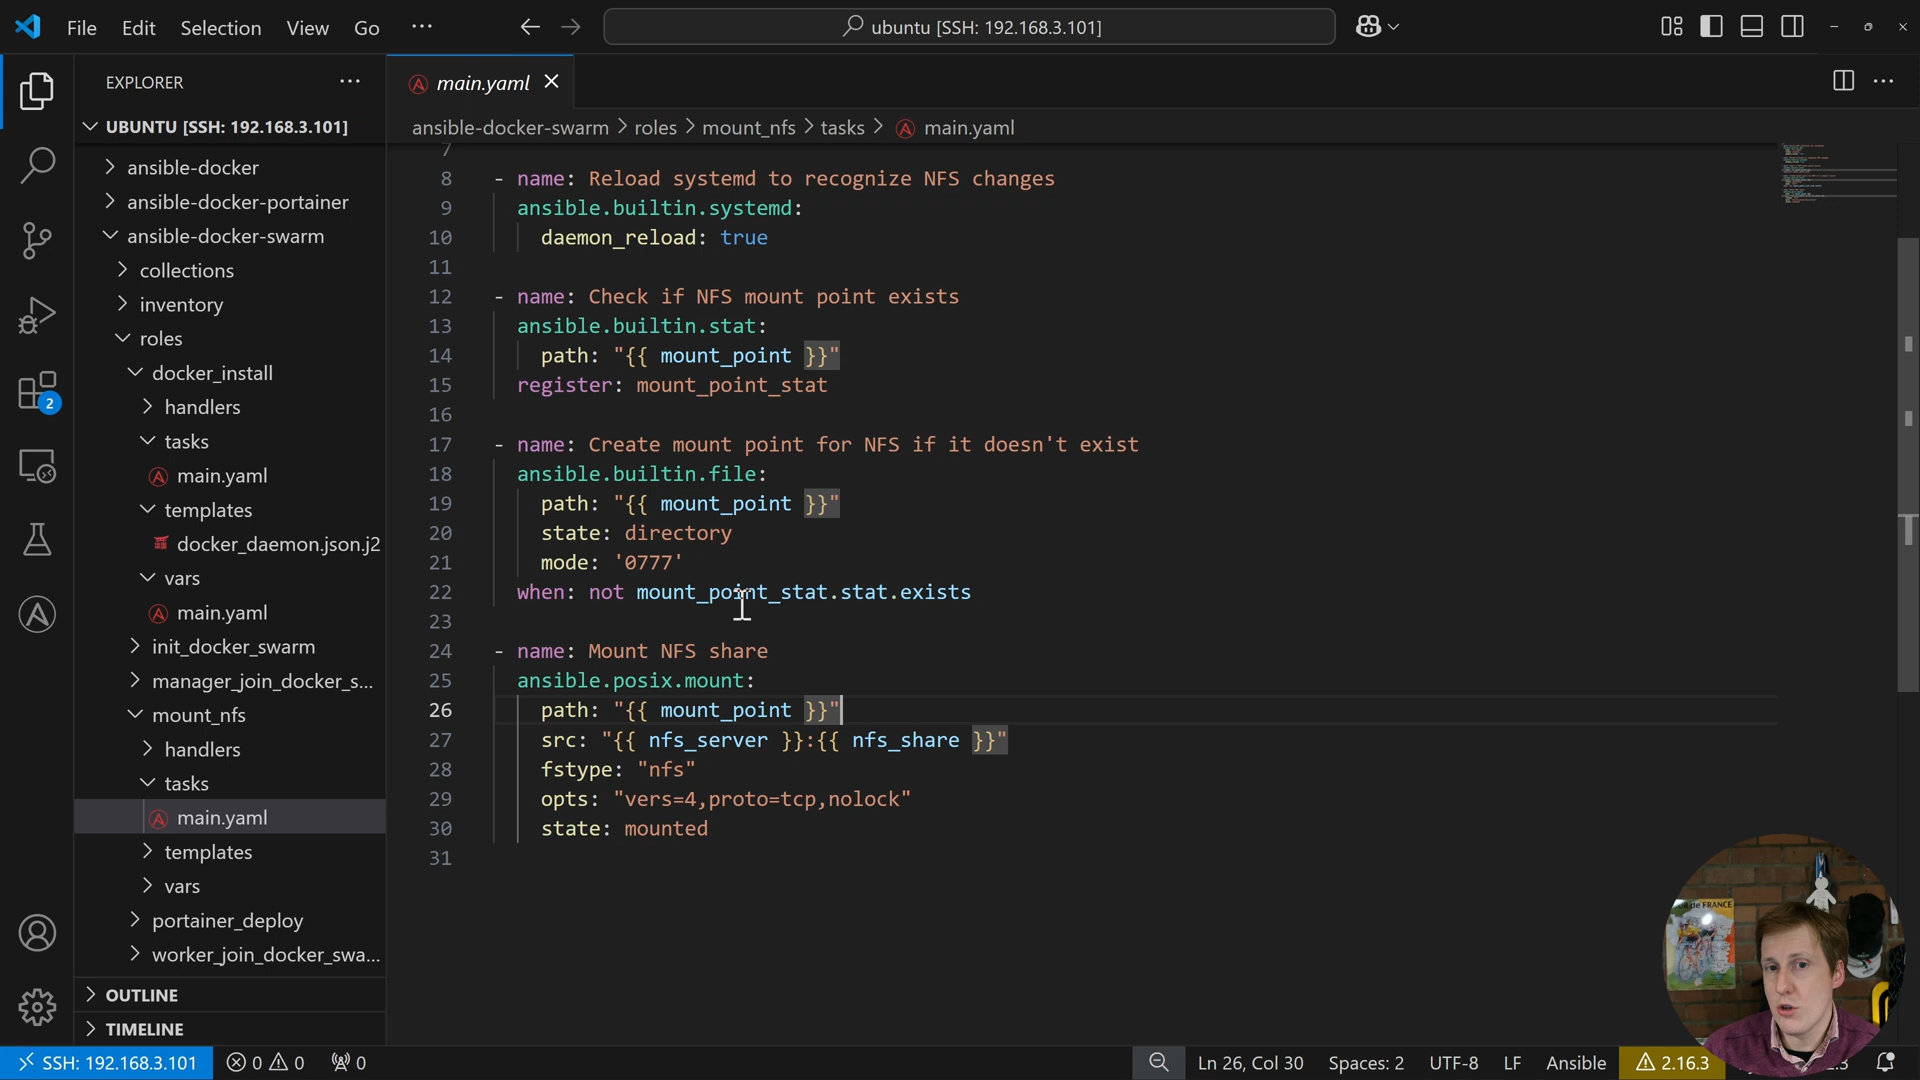 File Edit Selection View Go ···
ubuntu [SSH: 192.168.3.101]
EXPLORER
UBUNTU [SSH: 192.168.3.101]
ansible-docker
ansible-docker-portainer
ansible-docker-swarm
collections
inventory
roles
docker_install
handlers
tasks
main.yaml
templates
docker_daemon.json.j2
vars
main.yaml
init_docker_swarm
manager_join_docker_s...
mount_nfs
handlers
tasks
main.yaml
templates
vars
portainer_deploy
worker_join_docker_swa...
OUTLINE
TIMELINE
2
main.yaml
ansible-docker-swarm > roles > mount_nfs > tasks > main.yaml
7
8 - name: Reload systemd to recognize NFS changes
9 ansible.builtin.systemd:
10 daemon_reload: true
11
12 - name: Check if NFS mount point exists
13 ansible.builtin.stat:
14 path: "{{ mount_point }}"
15 register: mount_point_stat
16
17 - name: Create mount point for NFS if it doesn't exist
18 ansible.builtin.file:
19 path: "{{ mount_point }}"
20 state: directory
21 mode: '0777'
22 when: not mount_point_stat.stat.exists
23
24 - name: Mount NFS share
25 ansible.posix.mount:
26 path: "{{ mount_point }}"
27 src: "{{ nfs_server }}:{{ nfs_share }}"
28 fstype: "nfs"
29 opts: "vers=4,proto=tcp,nolock"
30 state: mounted
31
DE FRANCE
SSH: 192.168.3.101 0 0 0 Ln 26, Col 30 Spaces: 2 UTF-8 LF Ansible 2.16.3